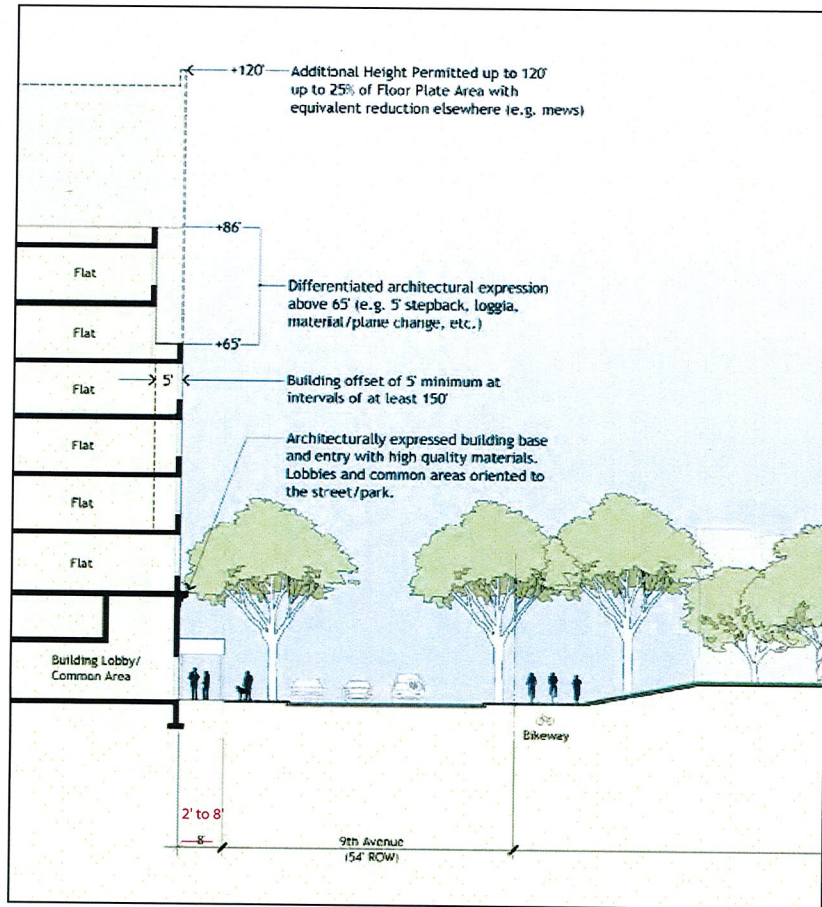 +120'
Additional Height Permitted up to 120'
up to 25% of Floor Plate Area with
equivalent reduction elsewhere (e.g. mews)
+86'
Flat
Differentiated architectural expression
above 65' (e.g. 5' stepback, loggia,
material/plane change, etc.)
Flat
+65'
5'
Building offset of 5' minimum at
intervals of at least 150'
Flat
Architecturally expressed building base
and entry with high quality materials.
Lobbies and common areas oriented to
the street/park.
Flat
Flat
Flat
Building Lobby/
Common Area
Bikeway
2' to 8'
8'
9th Avenue
(54' ROW)